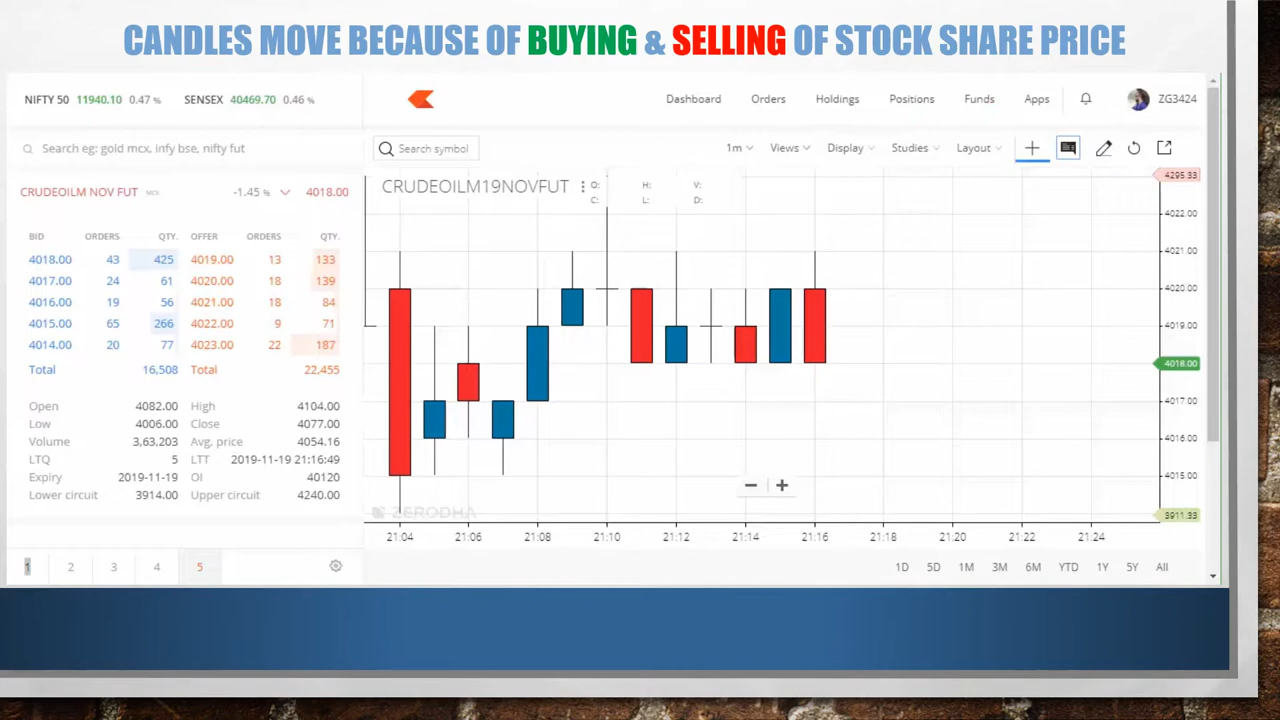 CANDLES MOVE BECAUSE OF BUYING & SELLING OF STOCK SHARE PRICE
NIFTY 50 11940.10 0.47 % SENSEX 40469.70 0.46 %
Dashboard Orders Holdings Positions Funds Apps ZG3424
Search eg: gold mcx, infy bse, nifty fut
Search symbol 1m Views Display Studies Layout
CRUDEOILM NOV FUT MCX -1.45 % 4018.00
BID ORDERS QTY. OFFER ORDERS QTY.
4018.00 43 425 4019.00 13 133
4017.00 24 61 4020.00 18 139
4016.00 19 56 4021.00 18 84
4015.00 65 266 4022.00 9 71
4014.00 20 77 4023.00 22 187
Total 16,508 Total 22,455
Open 4082.00 High 4104.00
Low 4006.00 Close 4077.00
Volume 3,63,203 Avg. price 4054.16
LTQ 5 LTT 2019-11-19 21:16:49
Expiry 2019-11-19 OI 40120
Lower circuit 3914.00 Upper circuit 4240.00
1 2 3 4 5
CRUDEOILM19NOVFUT O: H: V:
C: L: D:
4295.33
4022.00
4021.00
4020.00
4019.00
4018.00
4017.00
4016.00
4015.00
3911.33
ZERODHA
21:04 21:06 21:08 21:10 21:12 21:14 21:16 21:18 21:20 21:22 21:24
1D 5D 1M 3M 6M YTD 1Y 5Y All